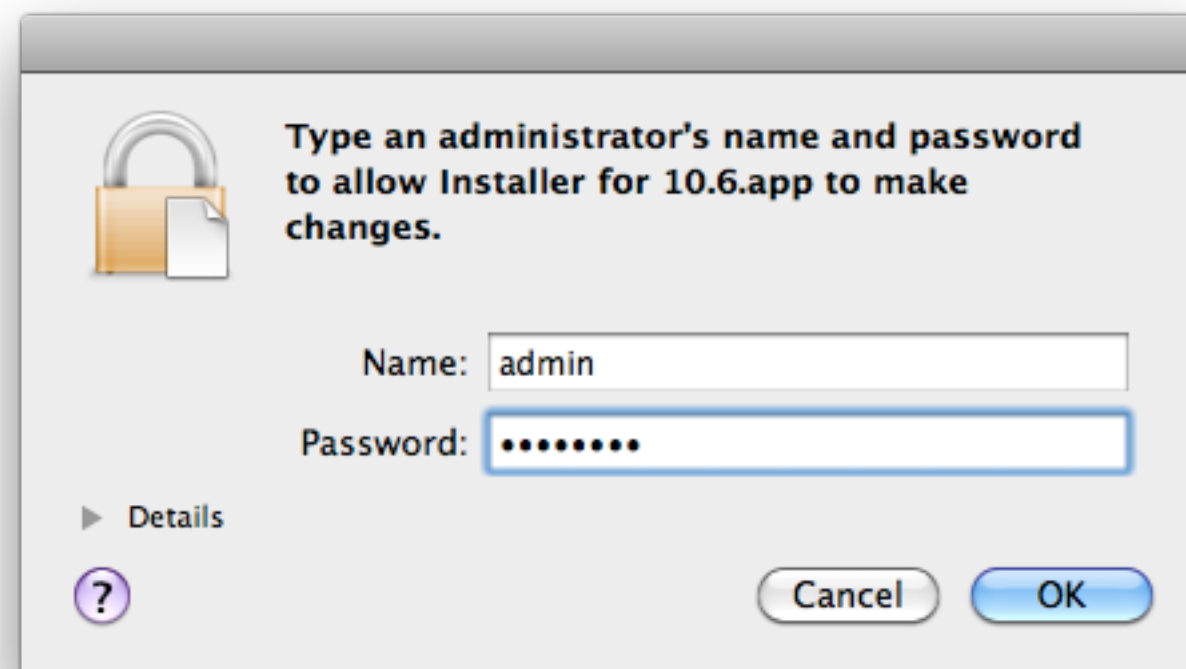 Type an administrator's name and password
to allow Installer for 10.6.app to make
changes.
Name: admin
Password: ••••••••
Details
? Cancel OK